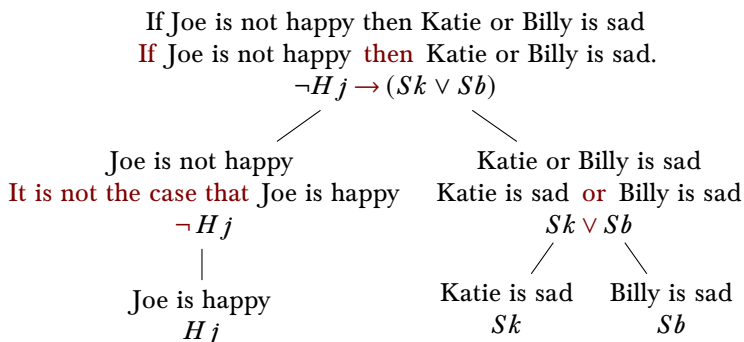 If Joe is not happy then Katie or Billy is sad
If Joe is not happy then Katie or Billy is sad.
¬Hj → (Sk ∨ Sb)
Joe is not happy
It is not the case that Joe is happy
¬Hj
Katie or Billy is sad
Katie is sad or Billy is sad
Sk ∨ Sb
Joe is happy
Hj
Katie is sad
Sk
Billy is sad
Sb